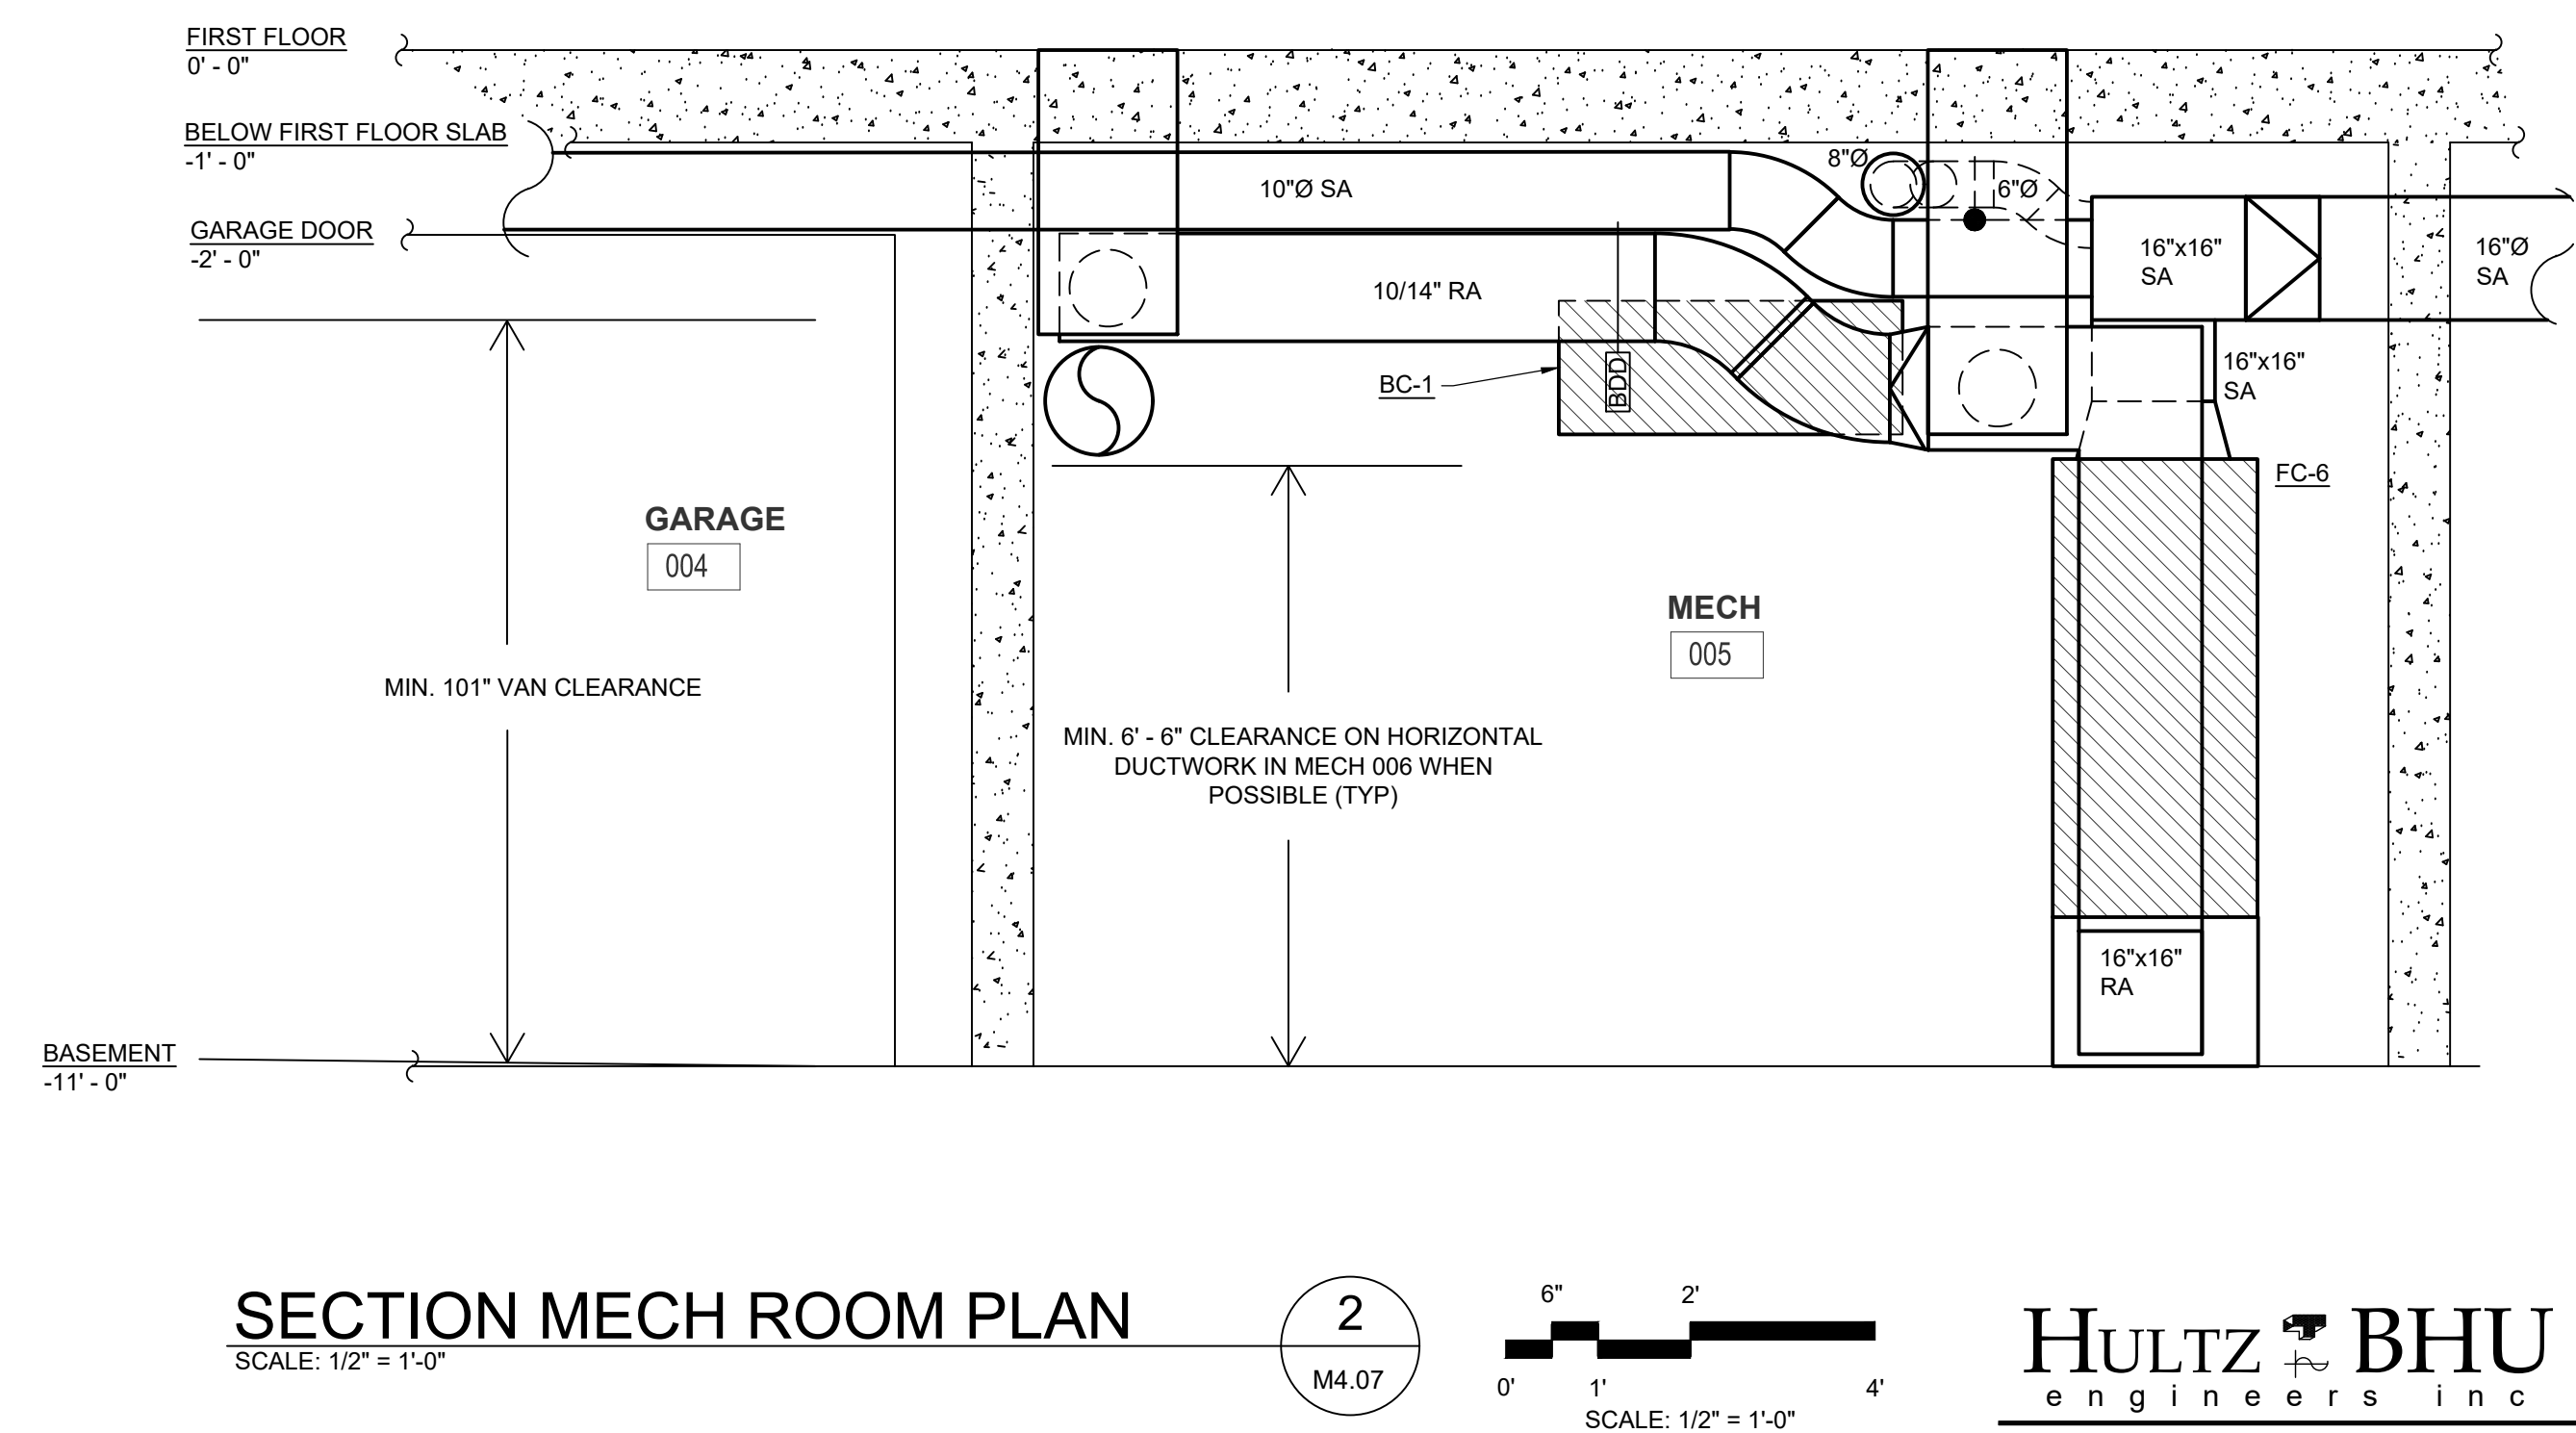 FIRST FLOOR
0' - 0"
BELOW FIRST FLOOR SLAB
-1' - 0"
GARAGE DOOR
-2' - 0"
10"Ø SA
8"Ø
6"Ø
16"x16"
SA
16"Ø
SA
10/14" RA
BC-1
BDD
16"x16"
SA
FC-6
GARAGE
004
MECH
005
MIN. 101" VAN CLEARANCE
MIN. 6' - 6" CLEARANCE ON HORIZONTAL
DUCTWORK IN MECH 006 WHEN
POSSIBLE (TYP)
16"x16"
RA
BASEMENT
-11' - 0"
SECTION MECH ROOM PLAN
SCALE: 1/2" = 1'-0"
2
M4.07
6" 2'
0' 1' 4'
SCALE: 1/2" = 1'-0"
HULTZ BHU
engineers inc